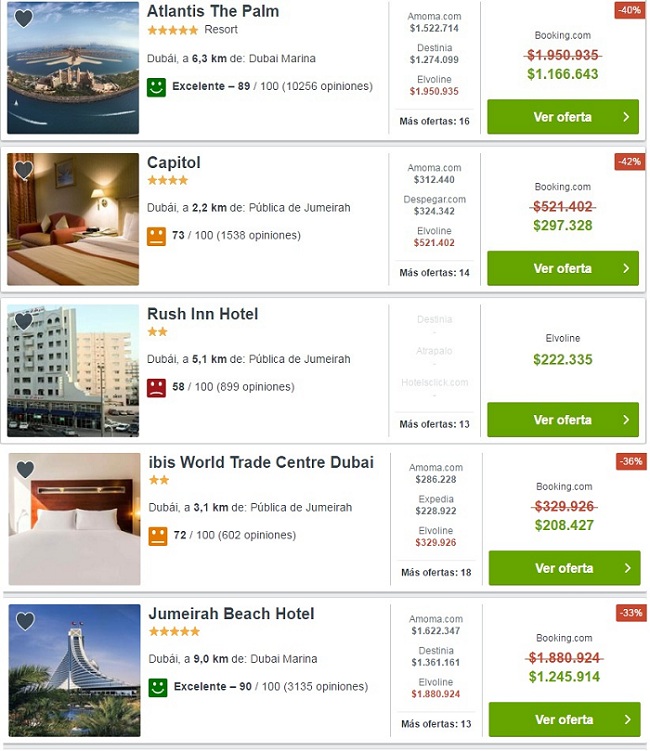 Atlantis The Palm
Resort
Dubái, a 6,3 km de: Dubai Marina
Excelente – 89 / 100 (10256 opiniones)
Amoma.com
$1.522.714
Destinia
$1.274.099
Elvoline
$1.950.935
Más ofertas: 16
-40%
Booking.com
$1.950.935
$1.166.643
Ver oferta
Capitol
Dubái, a 2,2 km de: Pública de Jumeirah
73 / 100 (1538 opiniones)
Amoma.com
$312.440
Despegar.com
$324.342
Elvoline
$521.402
Más ofertas: 14
-42%
Booking.com
$521.402
$297.328
Ver oferta
Rush Inn Hotel
Dubái, a 5,1 km de: Pública de Jumeirah
58 / 100 (899 opiniones)
Destinia
-
Atrapalo
-
Hotelsclick.com
-
Más ofertas: 13
Elvoline
$222.335
Ver oferta
ibis World Trade Centre Dubai
Dubái, a 3,1 km de: Pública de Jumeirah
72 / 100 (602 opiniones)
Amoma.com
$286.228
Expedia
$228.922
Elvoline
$329.926
Más ofertas: 18
-36%
Booking.com
$329.926
$208.427
Ver oferta
Jumeirah Beach Hotel
Dubái, a 9,0 km de: Dubai Marina
Excelente – 90 / 100 (3135 opiniones)
Amoma.com
$1.622.347
Destinia
$1.361.161
Elvoline
$1.880.924
Más ofertas: 13
-33%
Booking.com
$1.880.924
$1.245.914
Ver oferta